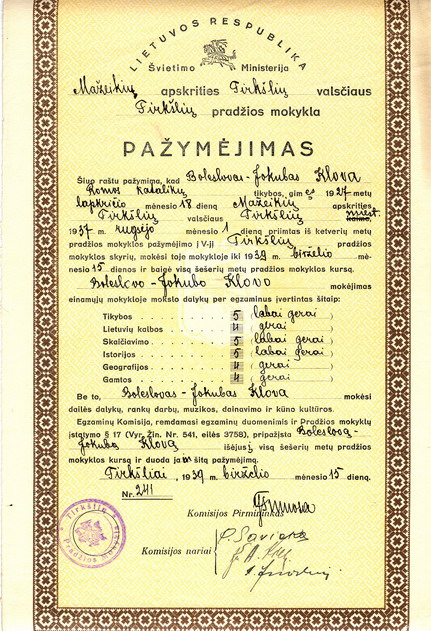 LIETUVOS RESPUBLIKA
Švietimo Ministerija
Mažeikių apskrities Tirkšlių valsčiaus
Tirkšlių pradžios mokykla
PAŽYMĖJIMAS
Šiuo raštu pažymima, kad Boleslovas-Jokubas Klova
Romos Katalikų tikybos, gim ęs 1927 metų
lapkričio mėnesio 18 dieną Mažeikių apskrities
Tirkšlių valsčiaus Tirkšlių miest.
1937 m. rugsėjo mėnesio 1 dieną priimtas iš ketverių metų
pradžios mokyklos pažymėjimo į V-jį Tirkšlių pradžios
mokyklos skyrių, mokėsi toje mokykloje iki 1939 m. birželio mė-
nesio 15 dienos ir baigė visą šešerių metų pradžios mokyklos kursą.
Boleslovo-Jokubo Klovo mokėjimas
einamųjų mokykloje mokslo dalykų per egzaminus įvertintas šitaip:
Tikybos 5 (labai gerai)
Lietuvių kalbos 4 ( gerai )
Skaičiavimo 5 (labai gerai)
Istorijos 5 (labai gerai)
Geografijos 4 ( gerai )
Gamtos 4 ( gerai )
Be to, Boleslovas-Jokubas Klova mokėsi
dailės dalykų, rankų darbų, muzikos, dainavimo ir kūno kultūros.
Egzaminų Komisija, remdamasi egzaminų duomenimis ir Pradžios mokyklų
įstatymo § 17 (Vyr. Žin. Nr. 541, eilės 3758), pripažįsta Boleslovą-
Jokubą Klovą išėjusį visą šešerių metų pradžios
mokyklos kursą ir duoda jam šitą pažymėjimą.
Tirkšliai, 1939 m. birželio mėnesio 15 dieną.
Nr. 241
Komisijos Pirmininkas
Komisijos nariai
Tirkšlių
Pradžios mokykla